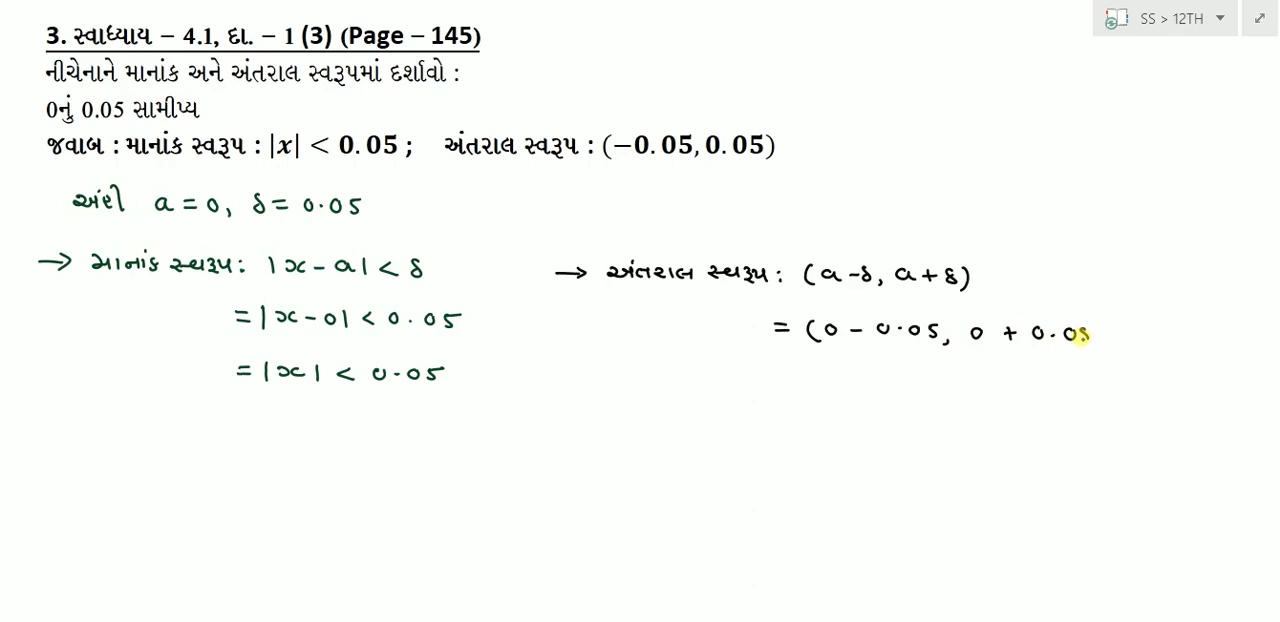 SS > 12TH
3. સ્વાધ્યાય – 4.1, દા. – 1 (3) (Page – 145)
નીચેનાને માનાંક અને અંતરાલ સ્વરૂપમાં દર્શાવો :
0નું 0.05 સામીપ્ય
જવાબ : માનાંક સ્વરૂપ : |x| < 0.05 ; અંતરાલ સ્વરૂપ : (−0.05, 0.05)
અહીં a = 0, δ = 0.05
→ માનાંક સ્વરૂપ : |x - a| < δ
= |x - 0| < 0.05
= |x| < 0.05
→ અંતરાલ સ્વરૂપ : (a - δ, a + δ)
= (0 - 0.05, 0 + 0.05